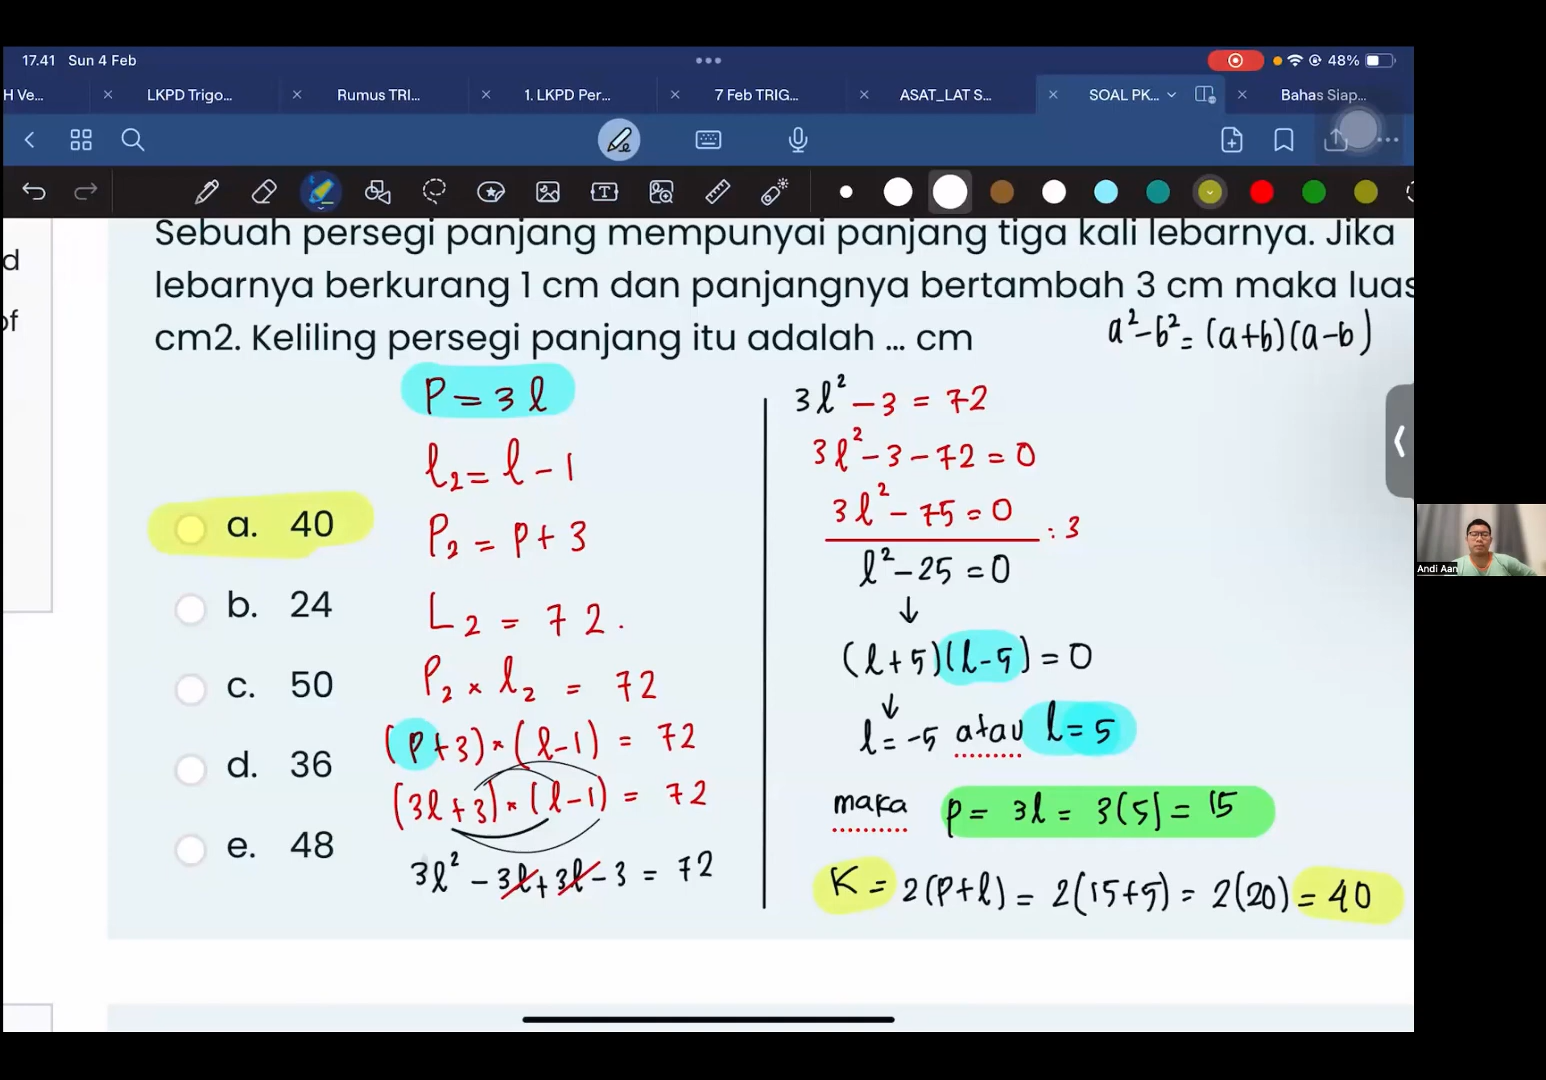 17.41 Sun 4 Feb
48%
H Ve...
LKPD Trigo...
Rumus TRI...
1. LKPD Per...
7 Feb TRIG...
ASAT_LAT S...
SOAL PK...
Bahas Siap...
d
of
Sebuah persegi panjang mempunyai panjang tiga kali lebarnya. Jika
lebarnya berkurang 1 cm dan panjangnya bertambah 3 cm maka luas
cm2. Keliling persegi panjang itu adalah ... cm
a² - b² = (a+b)(a-b)
a. 40
b. 24
c. 50
d. 36
e. 48
P = 3l
l₂ = l - 1
P₂ = P + 3
L₂ = 72.
P₂ × l₂ = 72
(P+3) × (l-1) = 72
(3l+3) × (l-1) = 72
3l² - 3l + 3l - 3 = 72
3l² - 3 = 72
3l² - 3 - 72 = 0
3l² - 75 = 0
: 3
l² - 25 = 0
↓
(l+5)(l-5) = 0
↓
l = -5 atau l = 5
maka P = 3l = 3(5) = 15
K = 2(P+l) = 2(15+5) = 2(20) = 40
Andi Aan